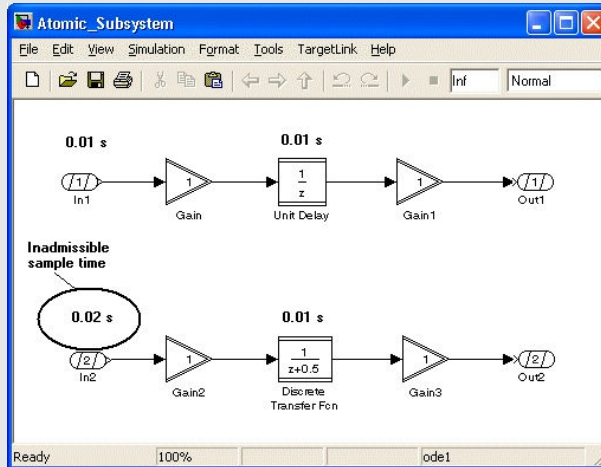 Atomic_Subsystem
File Edit View Simulation Format Tools TargetLink Help
Inf Normal
0.01 s 0.01 s
1 1 1/z 1 1
In1 Gain Unit Delay Gain1 Out1
Inadmissible
sample time
0.02 s 0.01 s
2 1 1/(z+0.5) 1 2
In2 Gain2 Discrete Transfer Fcn Gain3 Out2
Ready 100% ode1